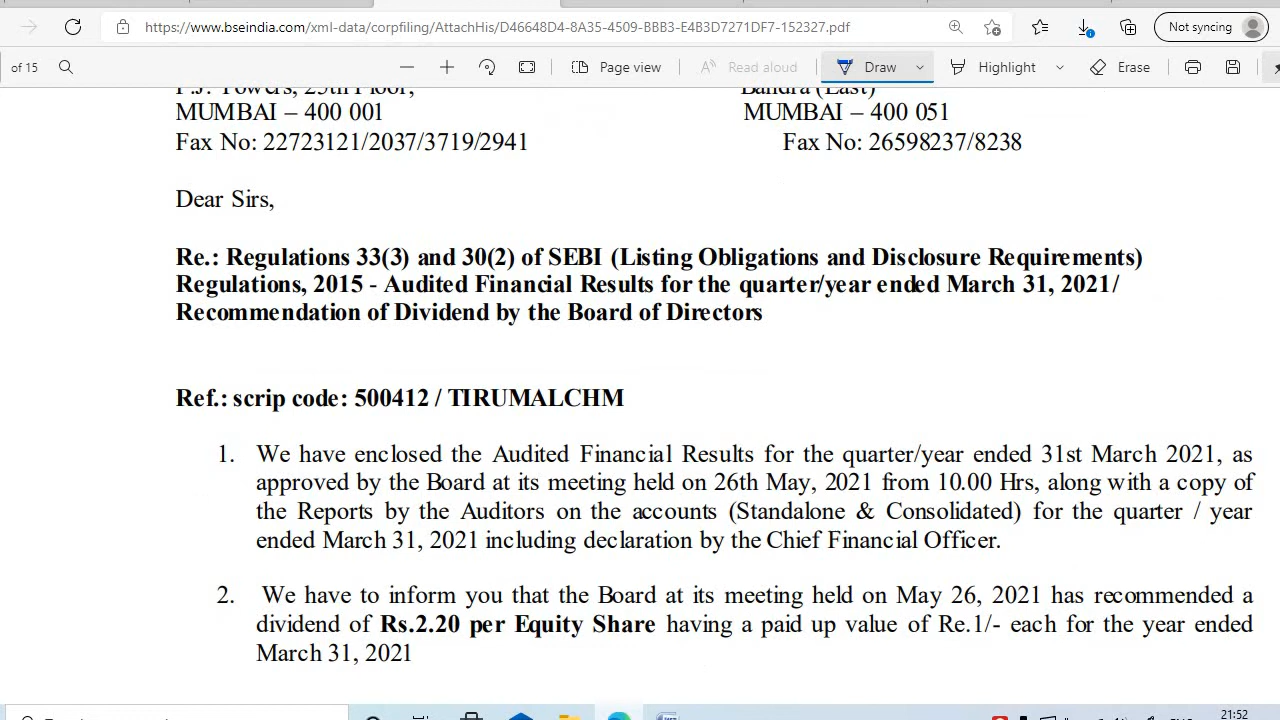 https://www.bseindia.com/xml-data/corpfiling/AttachHis/D46648D4-8A35-4509-BBB3-E4B3D7271DF7-152327.pdf
Not syncing
of 15
Page view
Read aloud
Draw
Highlight
Erase
P.J. Towers, 25th Floor, Bandra (East)
MUMBAI – 400 001 MUMBAI – 400 051
Fax No: 22723121/2037/3719/2941 Fax No: 26598237/8238
Dear Sirs,
Re.: Regulations 33(3) and 30(2) of SEBI (Listing Obligations and Disclosure Requirements)
Regulations, 2015 - Audited Financial Results for the quarter/year ended March 31, 2021/
Recommendation of Dividend by the Board of Directors
Ref.: scrip code: 500412 / TIRUMALCHM
1. We have enclosed the Audited Financial Results for the quarter/year ended 31st March 2021, as
approved by the Board at its meeting held on 26th May, 2021 from 10.00 Hrs, along with a copy of
the Reports by the Auditors on the accounts (Standalone & Consolidated) for the quarter / year
ended March 31, 2021 including declaration by the Chief Financial Officer.
2. We have to inform you that the Board at its meeting held on May 26, 2021 has recommended a
dividend of Rs.2.20 per Equity Share having a paid up value of Re.1/- each for the year ended
March 31, 2021
21:52